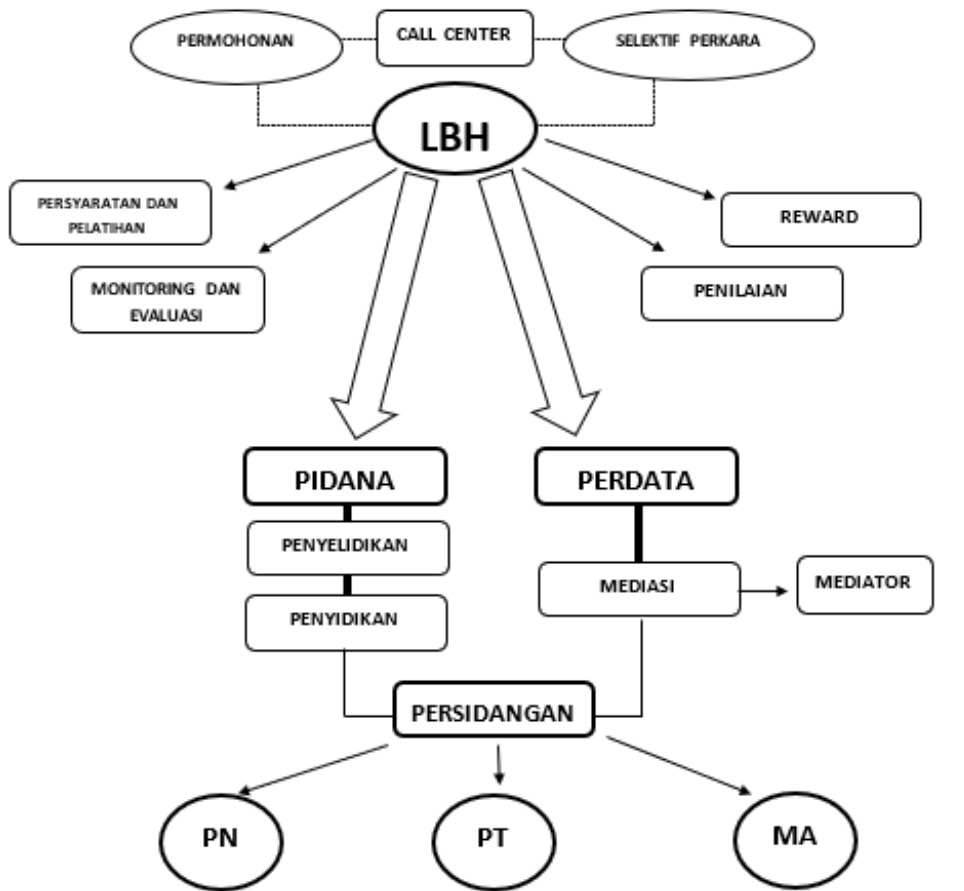 PERMOHONAN
CALL CENTER
SELEKTIF PERKARA
LBH
PERSYARATAN DAN
PELATIHAN
REWARD
MONITORING DAN
EVALUASI
PENILAIAN
PIDANA
PERDATA
PENYELIDIKAN
MEDIASI
MEDIATOR
PENYIDIKAN
PERSIDANGAN
PN
PT
MA